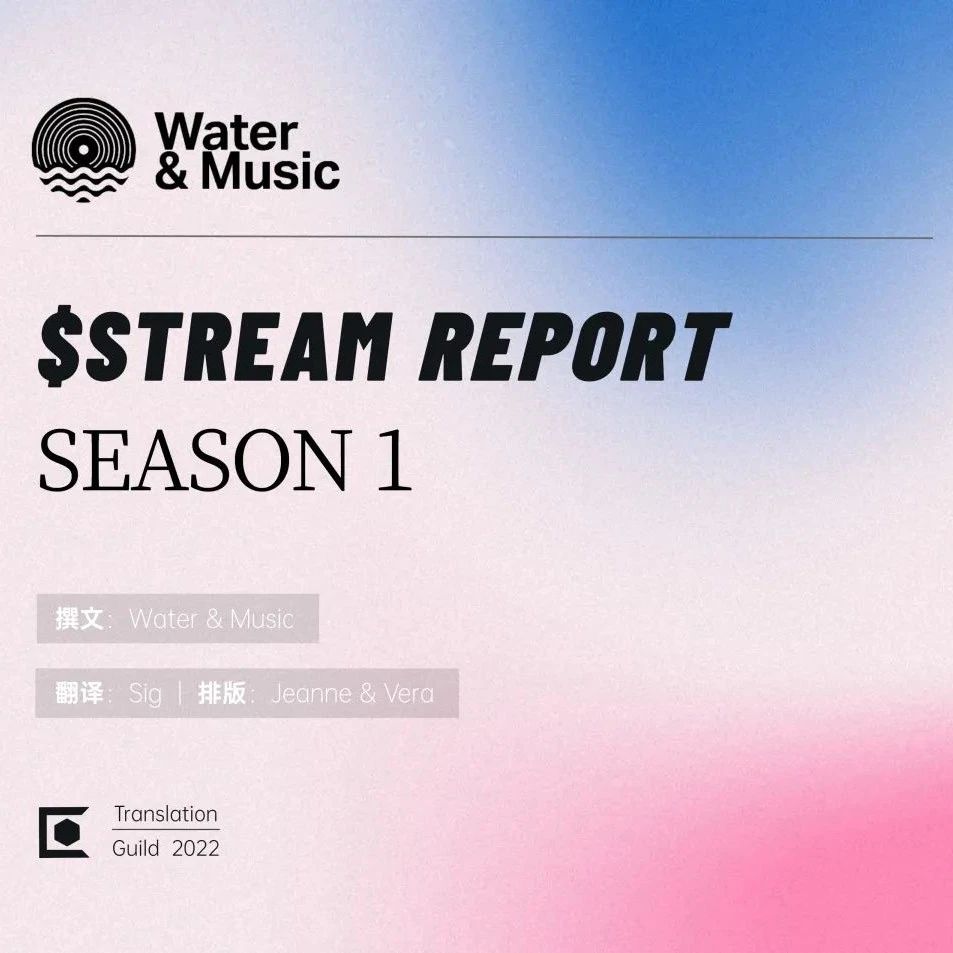 Water
& Music
$STREAM REPORT
SEASON 1
撰文：Water & Music
翻译：Sig | 排版：Jeanne & Vera
Translation
Guild 2022